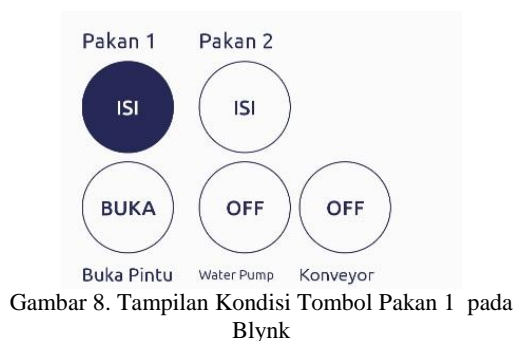 Pakan 1 Pakan 2
ISI ISI
BUKA OFF OFF
Buka Pintu Water Pump Konveyor
Gambar 8. Tampilan Kondisi Tombol Pakan 1 pada
Blynk